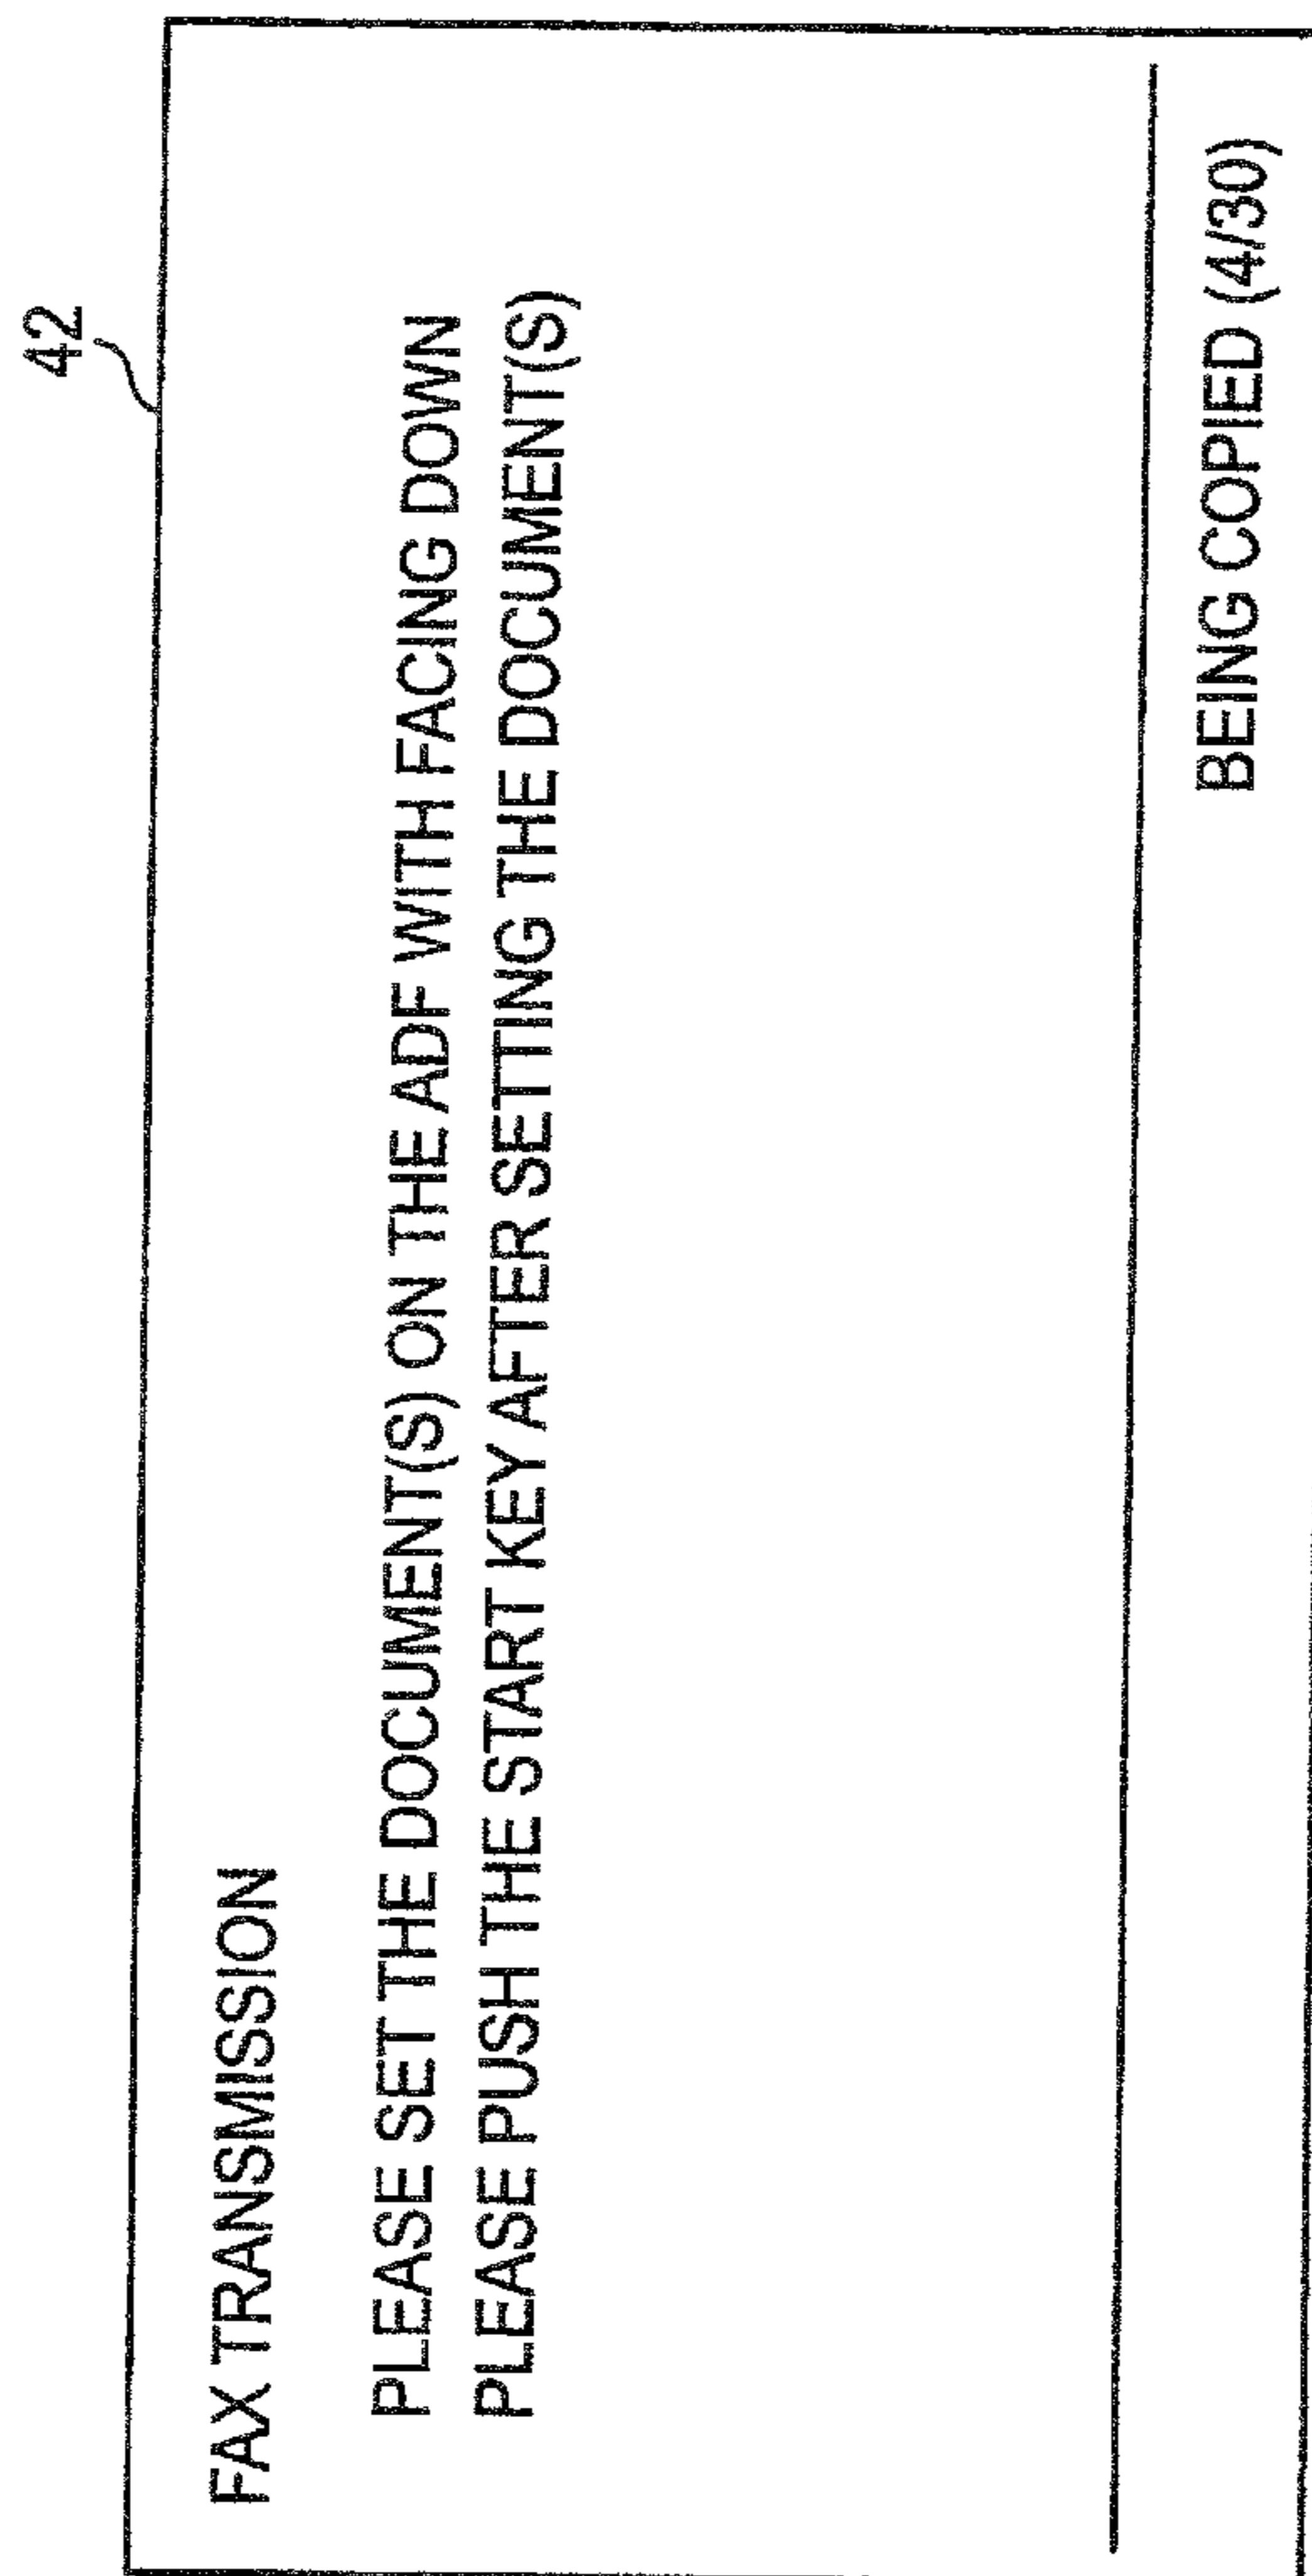 42
FAX TRANSMISSION
PLEASE SET THE DOCUMENT(S) ON THE ADF WITH FACING DOWN
PLEASE PUSH THE START KEY AFTER SETTING THE DOCUMENT(S)
BEING COPIED (4/30)